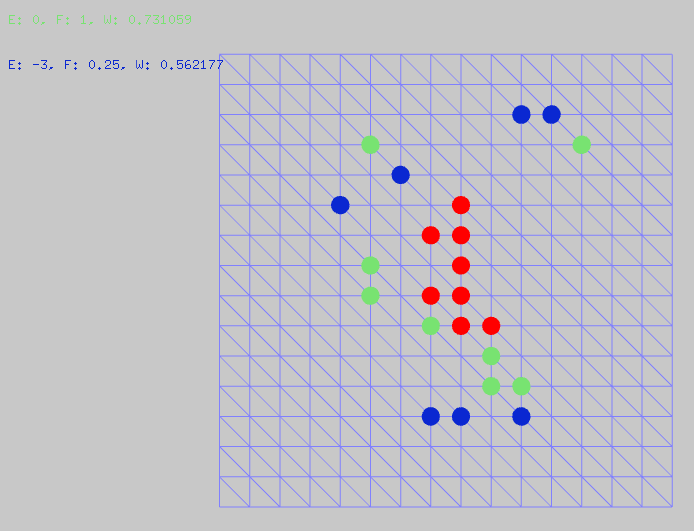 E: 0, F: 1, W: 0.731059
E: -3, F: 0.25, W: 0.562177